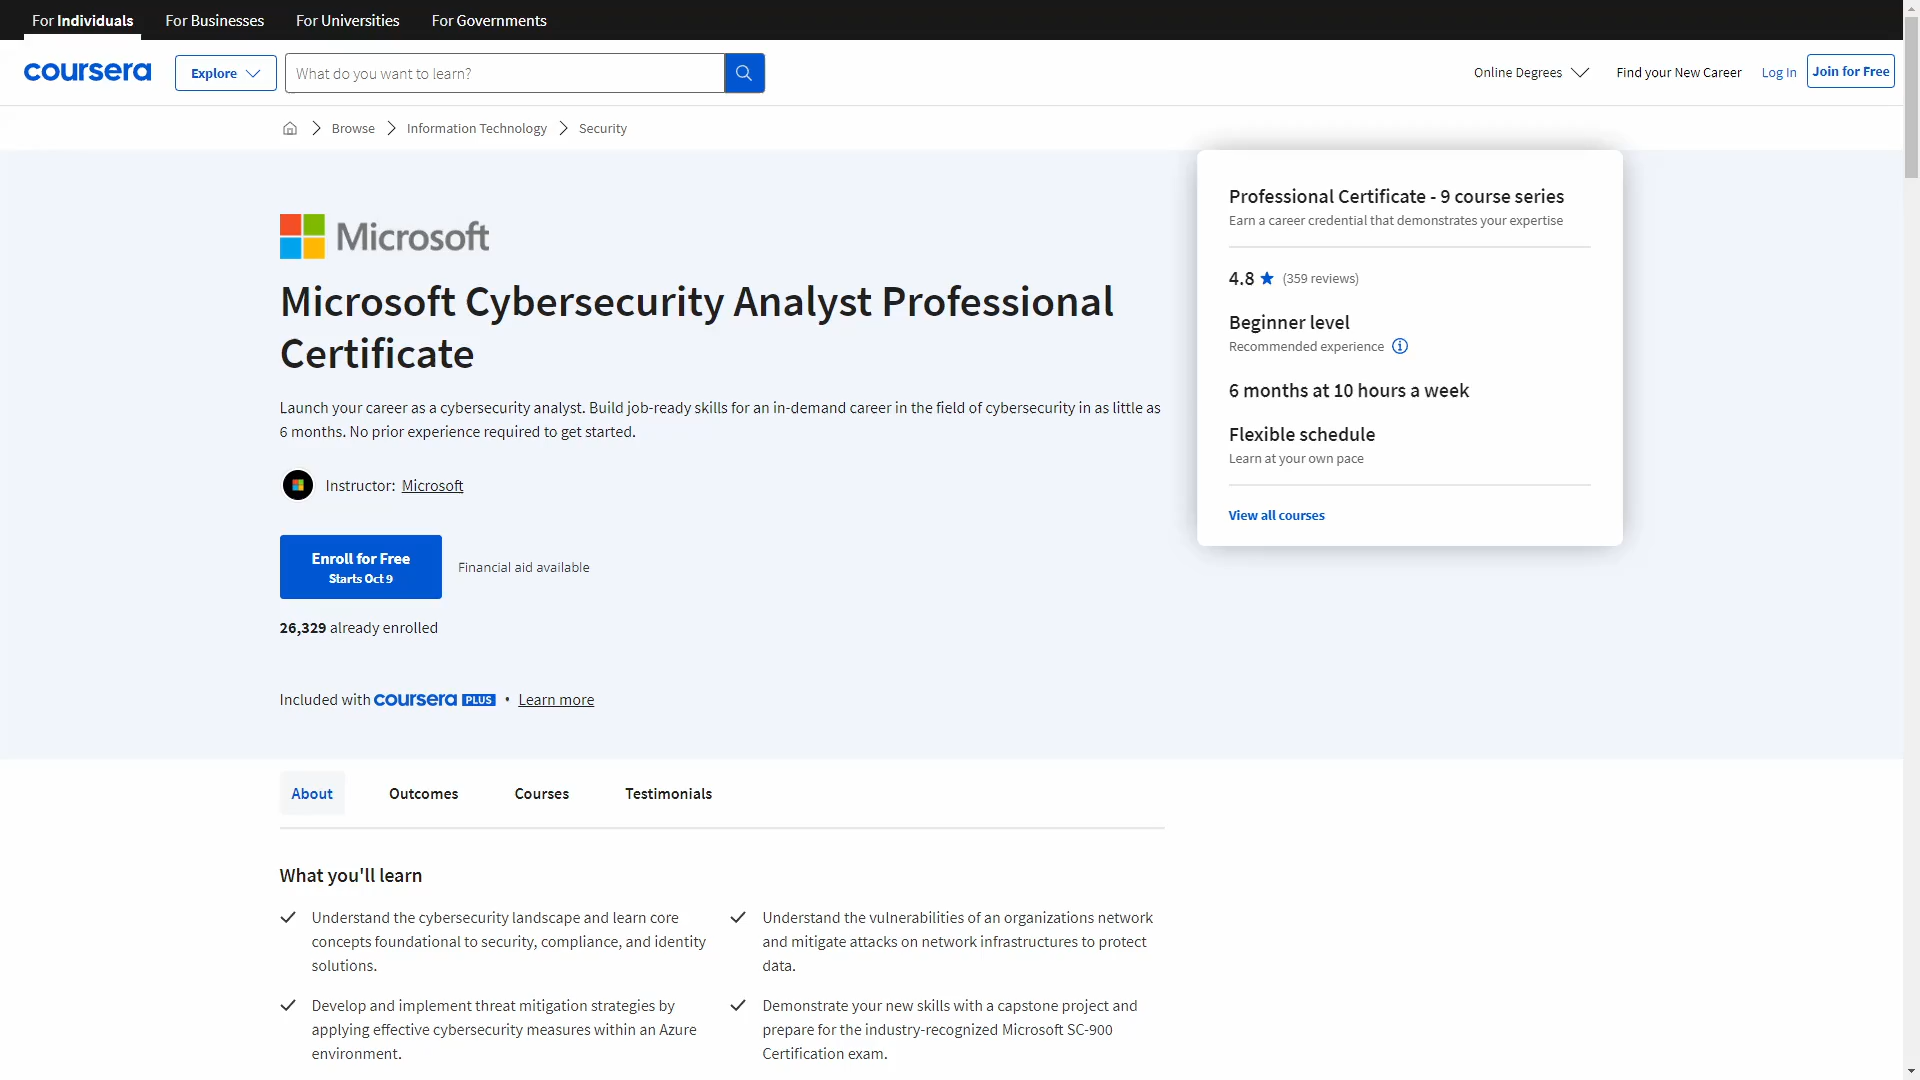 For Individuals
For Businesses
For Universities
For Governments
coursera
Explore
What do you want to learn?
Online Degrees
Find your New Career
Log In
Join for Free
Browse
Information Technology
Security
Microsoft
Microsoft Cybersecurity Analyst Professional
Certificate
Launch your career as a cybersecurity analyst. Build job-ready skills for an in-demand career in the field of cybersecurity in as little as
6 months. No prior experience required to get started.
Instructor: Microsoft
Enroll for Free
Starts Oct 9
Financial aid available
26,329 already enrolled
Included with coursera PLUS • Learn more
Professional Certificate - 9 course series
Earn a career credential that demonstrates your expertise
4.8 (359 reviews)
Beginner level
Recommended experience
6 months at 10 hours a week
Flexible schedule
Learn at your own pace
View all courses
About
Outcomes
Courses
Testimonials
What you'll learn
Understand the cybersecurity landscape and learn core
concepts foundational to security, compliance, and identity
solutions.
Understand the vulnerabilities of an organizations network
and mitigate attacks on network infrastructures to protect
data.
Develop and implement threat mitigation strategies by
applying effective cybersecurity measures within an Azure
environment.
Demonstrate your new skills with a capstone project and
prepare for the industry-recognized Microsoft SC-900
Certification exam.